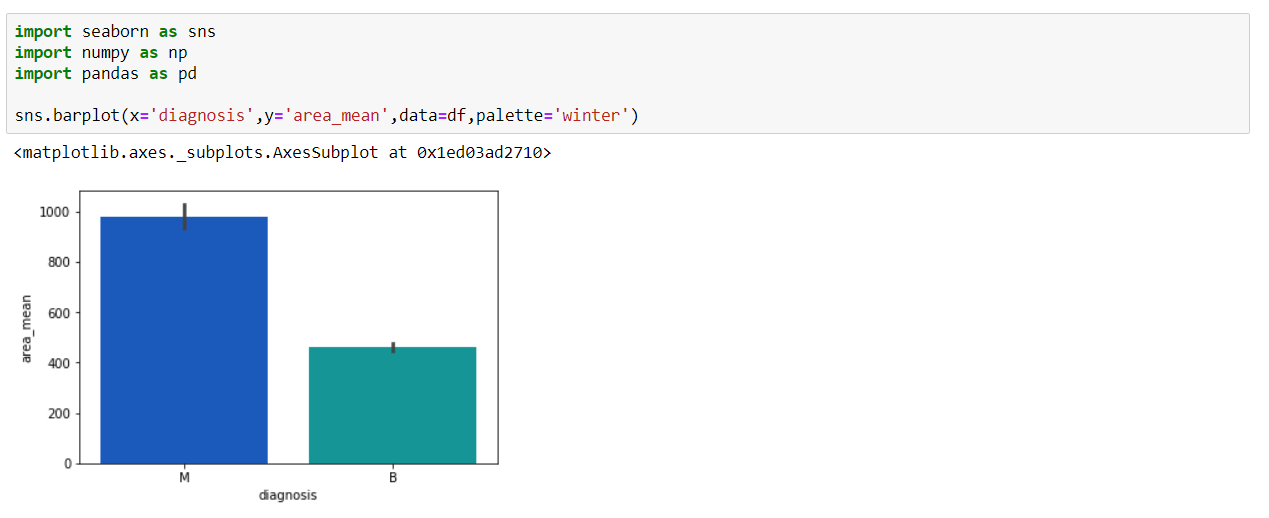 import seaborn as sns
import numpy as np
import pandas as pd
sns.barplot(x='diagnosis',y='area_mean',data=df,palette='winter')
<matplotlib.axes._subplots.AxesSubplot at 0x1ed03ad2710>
1000
800
600
400
200
0
area_mean
M B
diagnosis